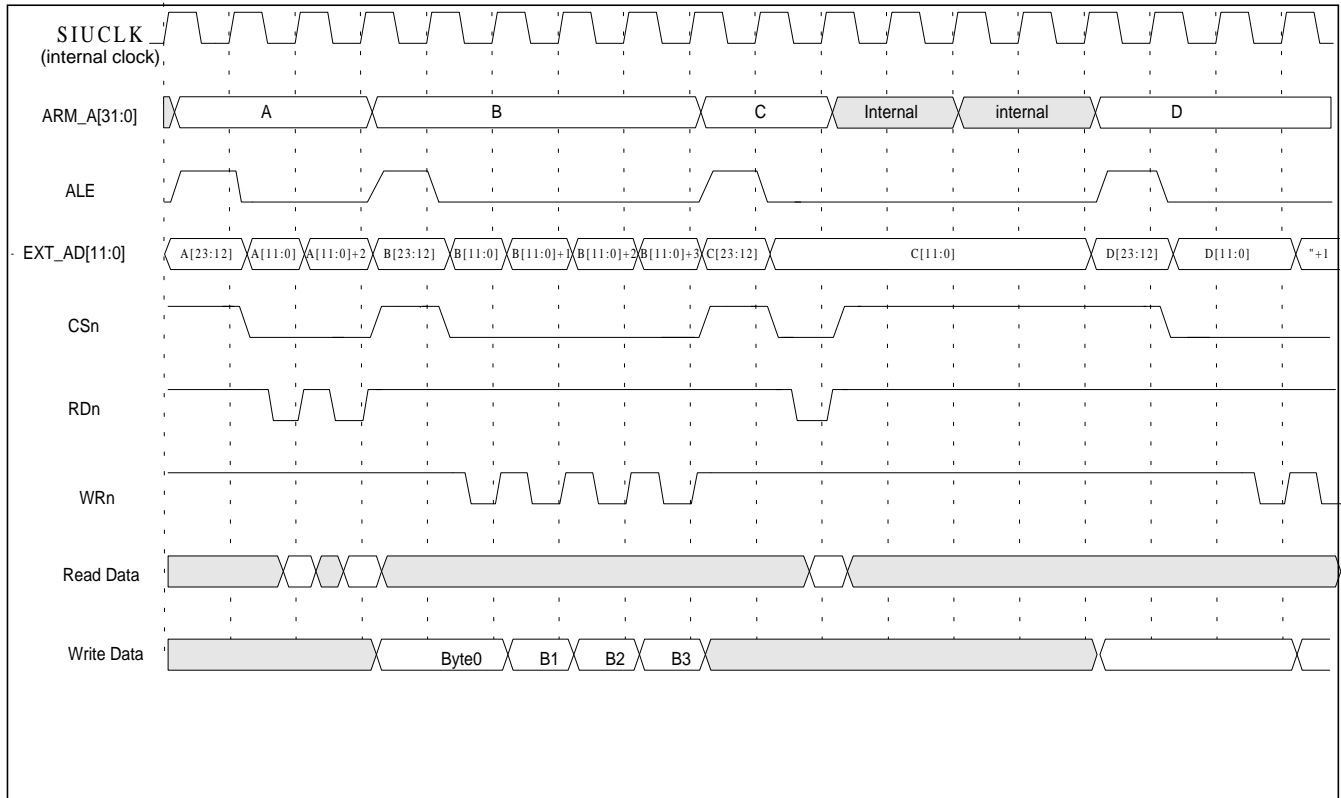 SIUCLK
(internal clock)
ARM_A[31:0] A B C Internal internal D
ALE
EXT_AD[11:0] A[23:12] A[11:0] A[11:0]+2 B[23:12] B[11:0] B[11:0]+1 B[11:0]+2 B[11:0]+3 C[23:12] C[11:0] D[23:12] D[11:0] "+1
CSn
RDn
WRn
Read Data
Write Data Byte0 B1 B2 B3